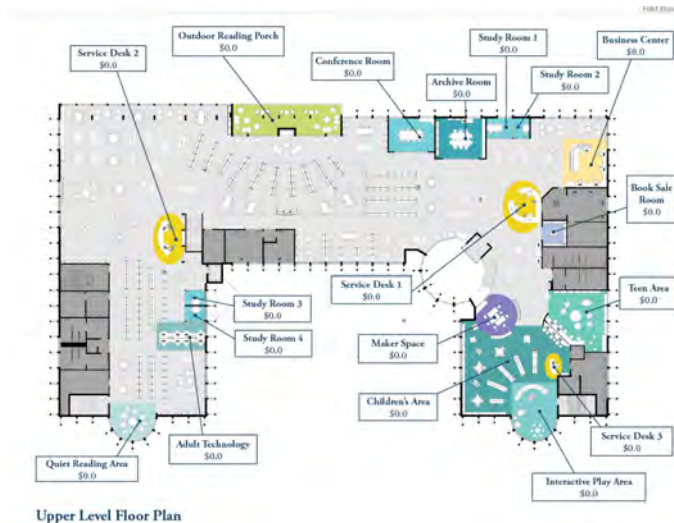 Outdoor Reading Porch
$0.0
Study Room 1
$0.0
Service Desk 2
$0.0
Business Center
$0.0
Conference Room
$0.0
Archive Room
$0.0
Study Room 2
$0.0
Book Sale
Room
$0.0
Service Desk 1
$0.0
Teen Area
$0.0
Study Room 3
$0.0
Study Room 4
$0.0
Maker Space
$0.0
Children's Area
$0.0
Adult Technology
$0.0
Service Desk 3
$0.0
Quiet Reading Area
$0.0
Interactive Play Area
$0.0
Upper Level Floor Plan